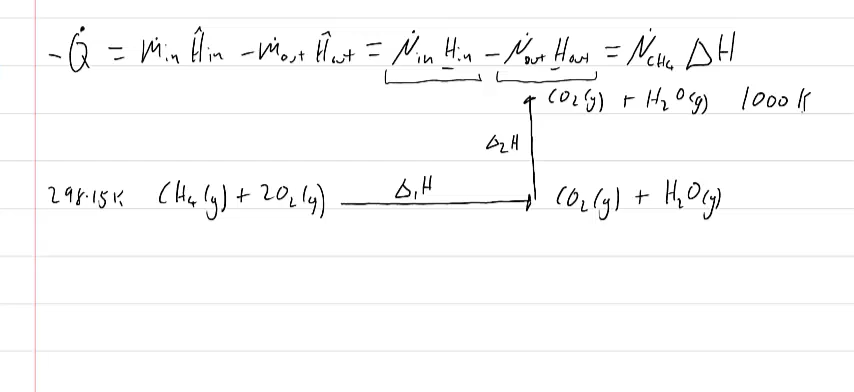 -Q̇ = ṁin Ĥin - ṁout Ĥout = Ṅin Hin - Ṅout Hout = ṄCH4 ΔH
CO2(g) + H2O(g) 1000 K
Δ2H
298.15K CH4(g) + 2O2(g) Δ1H CO2(g) + H2O(g)